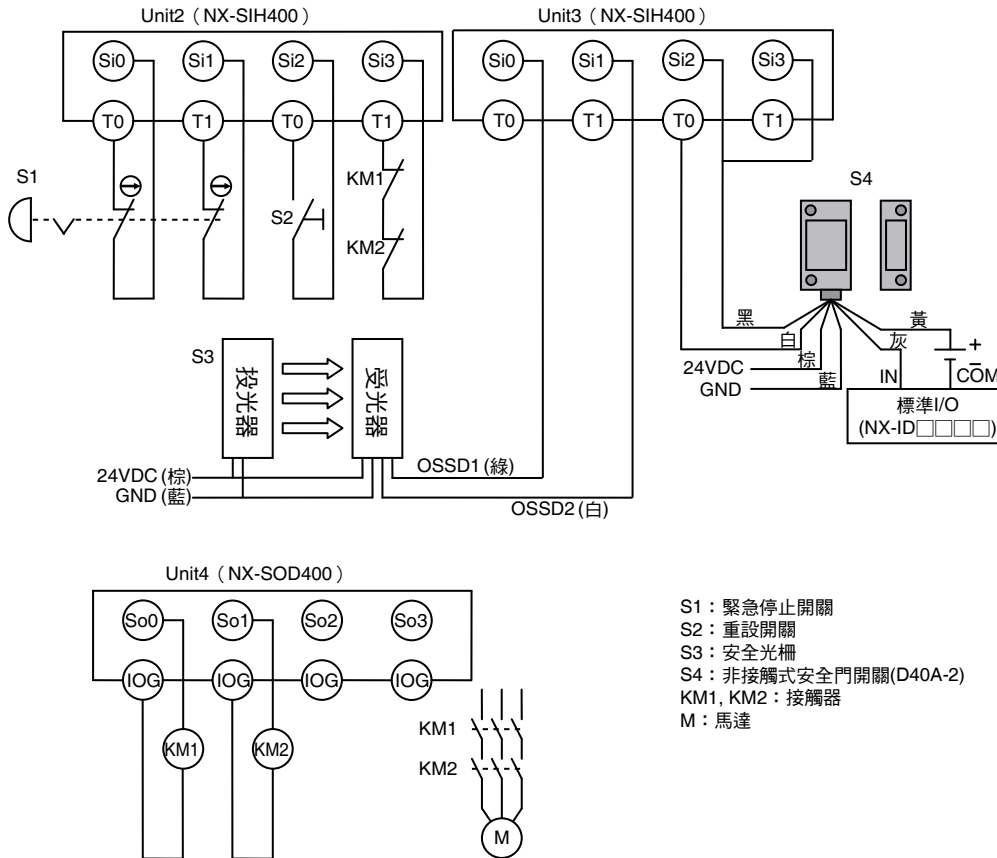 Unit2（NX-SIH400）
Unit3（NX-SIH400）
Si0 Si1 Si2 Si3
Si0 Si1 Si2 Si3
T0 T1 T0 T1
T0 T1 T0 T1
S1
S2
KM1
KM2
S4
黑
白
棕
藍
灰
黃
24VDC
GND
+
−
IN
COM
標準I/O
(NX-ID□□□□)
S3
投光器
受光器
24VDC (棕)
GND (藍)
OSSD1 (綠)
OSSD2 (白)
Unit4（NX-SOD400）
So0 So1 So2 So3
IOG IOG IOG IOG
KM1
KM2
KM1
KM2
M
S1：緊急停止開關
S2：重設開關
S3：安全光柵
S4：非接觸式安全門開關(D40A-2)
KM1, KM2：接觸器
M：馬達